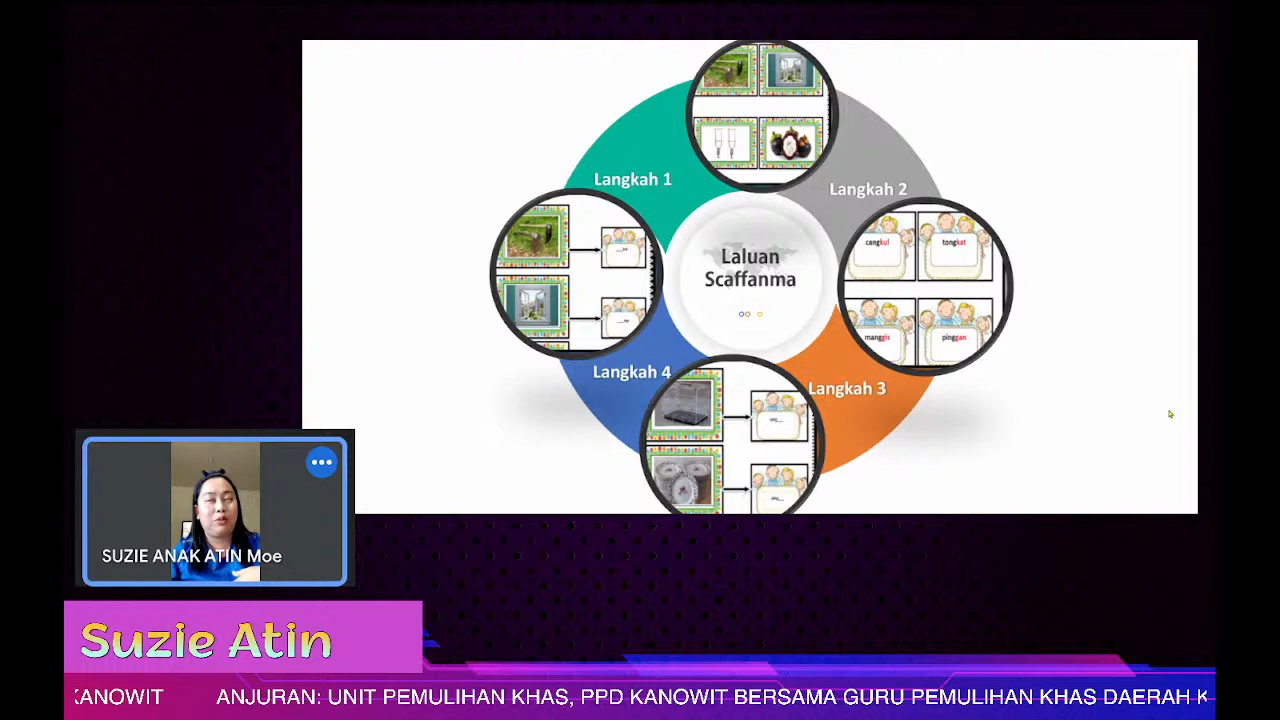 Langkah 1
Langkah 2
Laluan
Scaffanma
cangkul
tongkat
manggis
pinggan
Langkah 4
Langkah 3
SUZIE ANAK ATIN Moe
Suzie Atin
KANOWIT ANJURAN: UNIT PEMULIHAN KHAS, PPD KANOWIT BERSAMA GURU PEMULIHAN KHAS DAERAH K